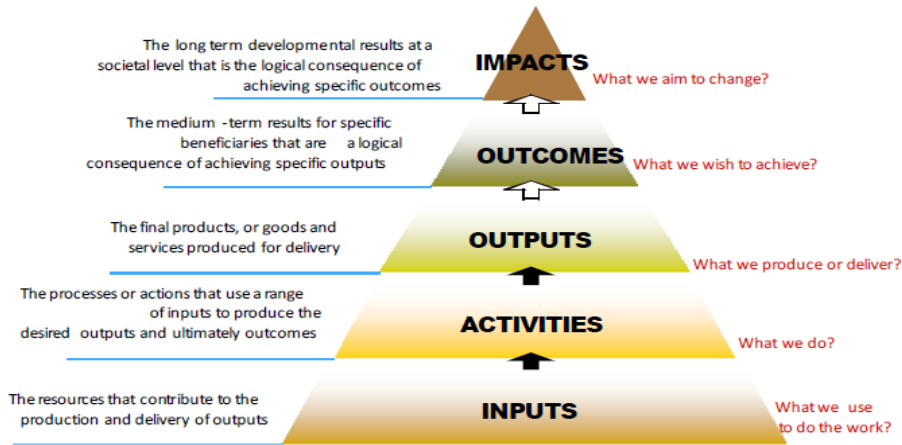 The long term developmental results at a
societal level that is the logical consequence of
achieving specific outcomes
IMPACTS
What we aim to change?
The medium -term results for specific
beneficiaries that are a logical
consequence of achieving specific outputs
OUTCOMES
What we wish to achieve?
The final products, or goods and
services produced for delivery
OUTPUTS
What we produce or deliver?
The processes or actions that use a range
of inputs to produce the
desired outputs and ultimately outcomes
ACTIVITIES
What we do?
The resources that contribute to the
production and delivery of outputs
INPUTS
What we use
to do the work?